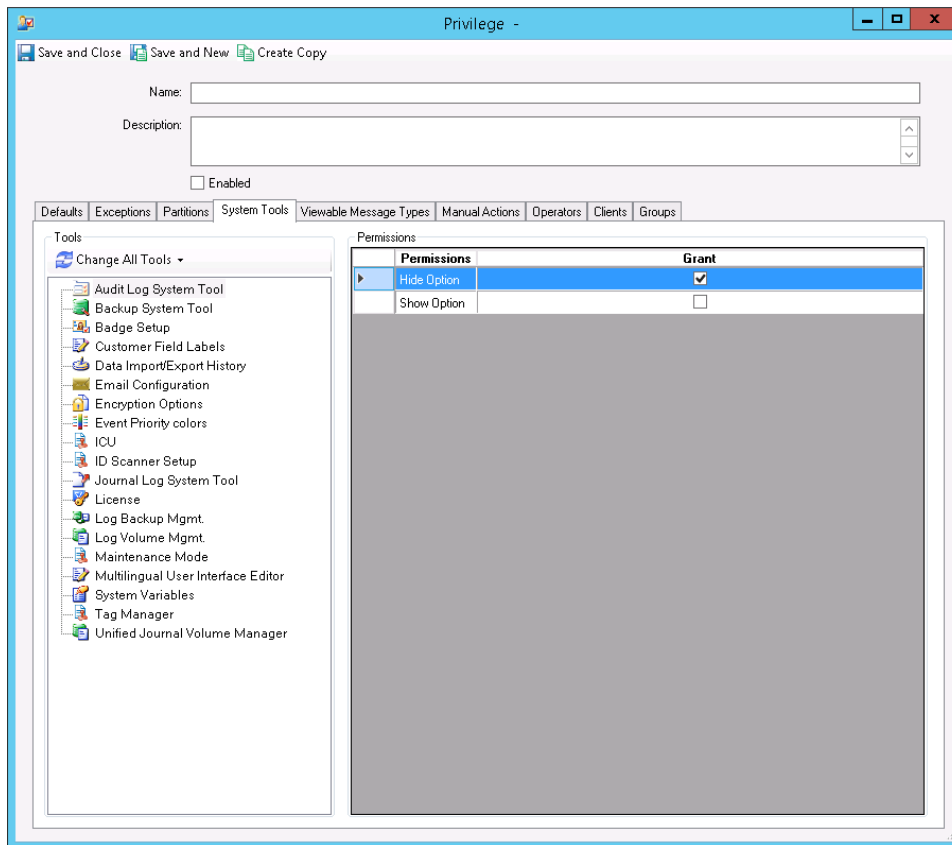 Privilege -
Save and Close Save and New Create Copy
Name:
Description:
Enabled
Defaults Exceptions Partitions System Tools Viewable Message Types Manual Actions Operators Clients Groups
Tools
Change All Tools
Audit Log System Tool
Backup System Tool
Badge Setup
Customer Field Labels
Data Import/Export History
Email Configuration
Encryption Options
Event Priority colors
ICU
ID Scanner Setup
Journal Log System Tool
License
Log Backup Mgmt.
Log Volume Mgmt.
Maintenance Mode
Multilingual User Interface Editor
System Variables
Tag Manager
Unified Journal Volume Manager
Permissions
Permissions Grant
Hide Option
Show Option